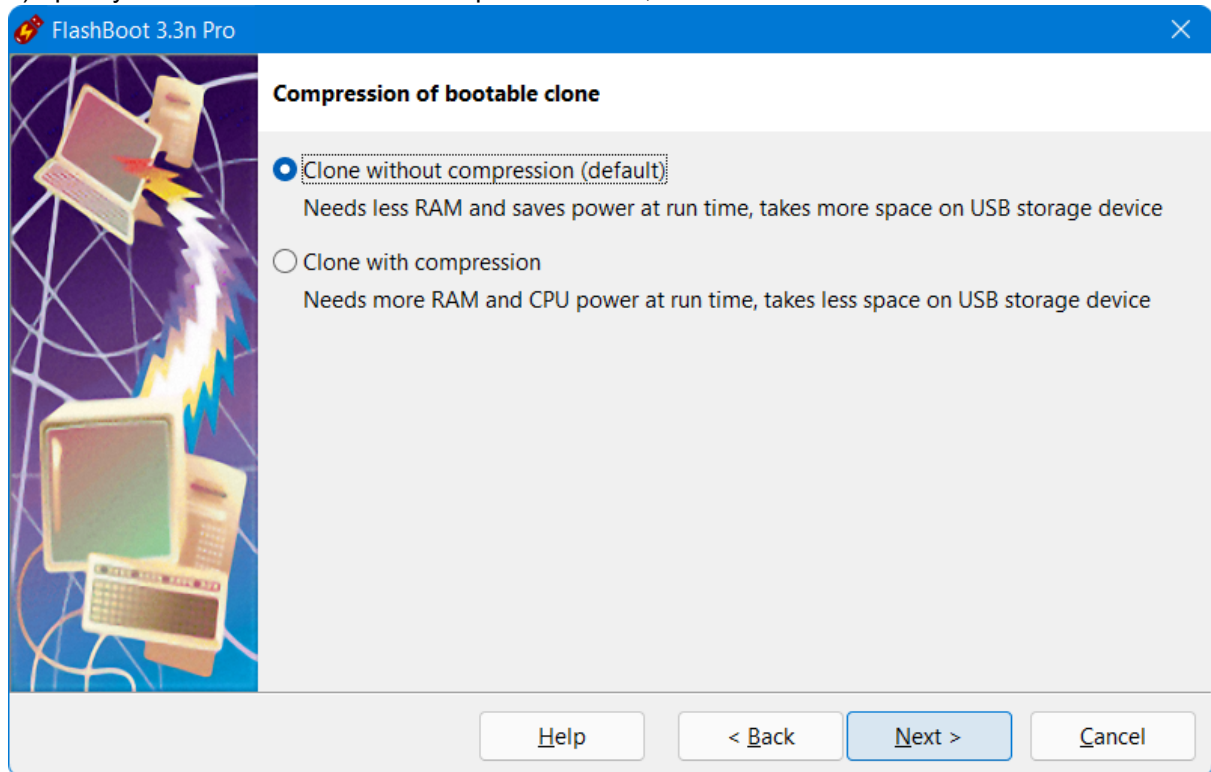 FlashBoot 3.3n Pro
Compression of bootable clone
Clone without compression (default)
Needs less RAM and saves power at run time, takes more space on USB storage device
Clone with compression
Needs more RAM and CPU power at run time, takes less space on USB storage device
Help
< Back
Next >
Cancel